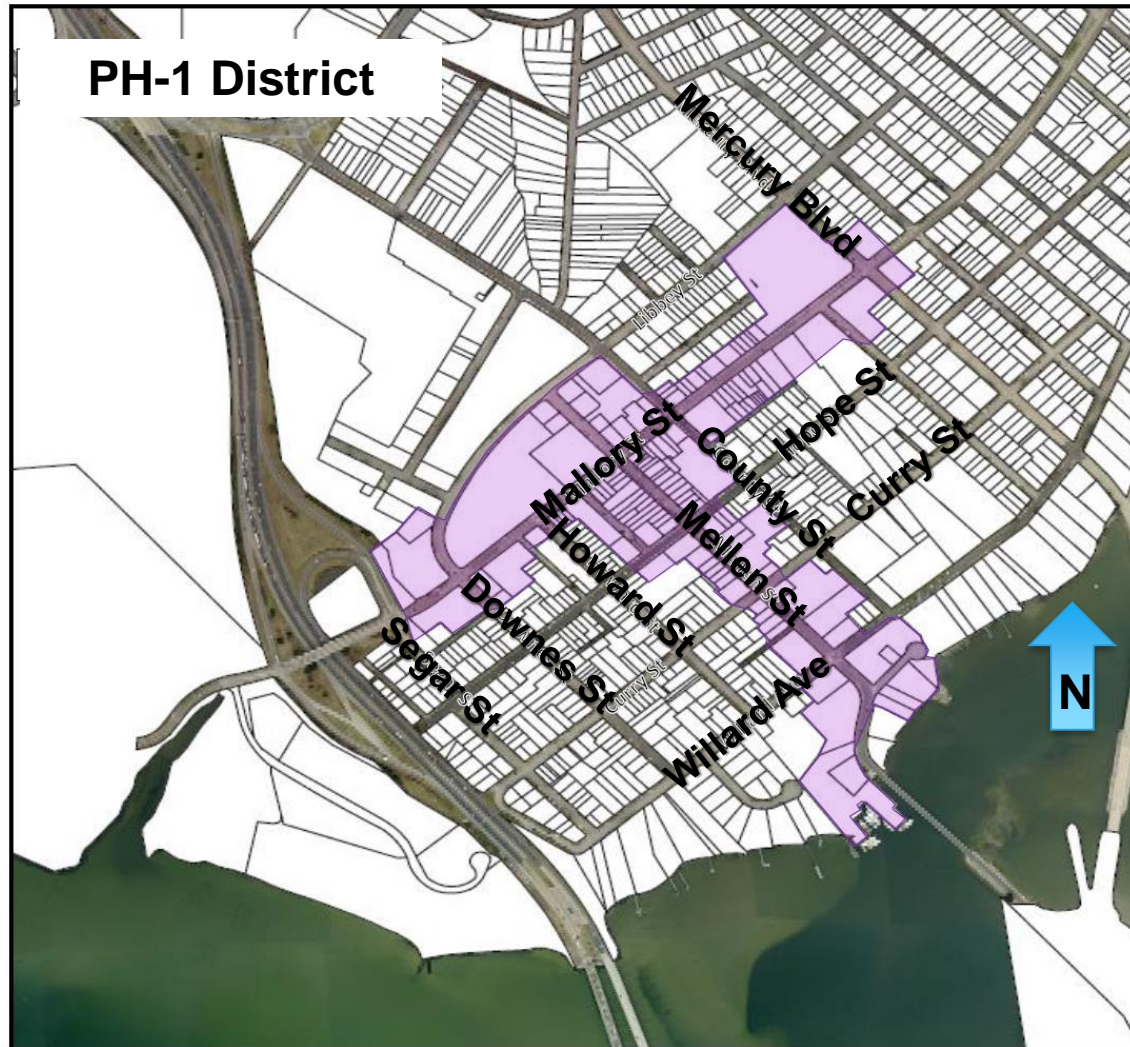 PH-1 District
Mercury Blvd
Libbey St
Hope St
Mallory St
County St
Curry St
Mellen St
Howard St
Downes St
Segar St
Curry St
Willard Ave
N